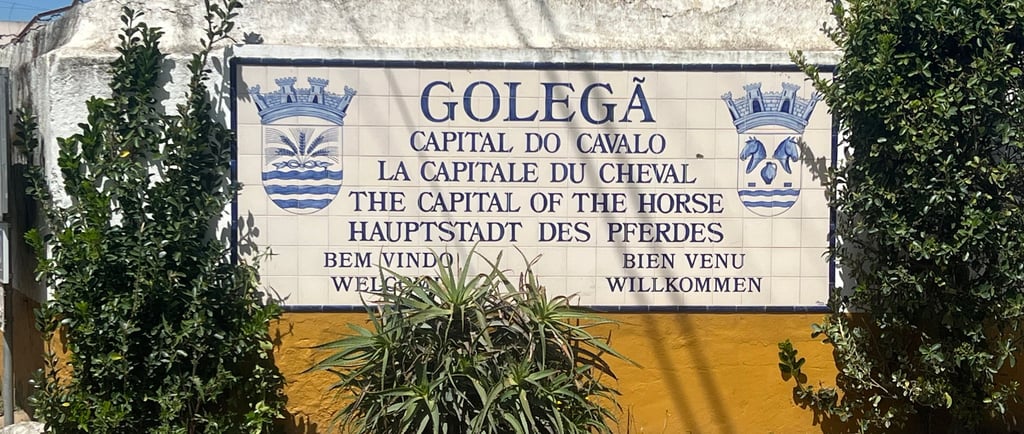 GOLEGÃ
CAPITAL DO CAVALO
LA CAPITALE DU CHEVAL
THE CAPITAL OF THE HORSE
HAUPTSTADT DES PFERDES
BEM VINDO BIEN VENU
WILLKOMMEN